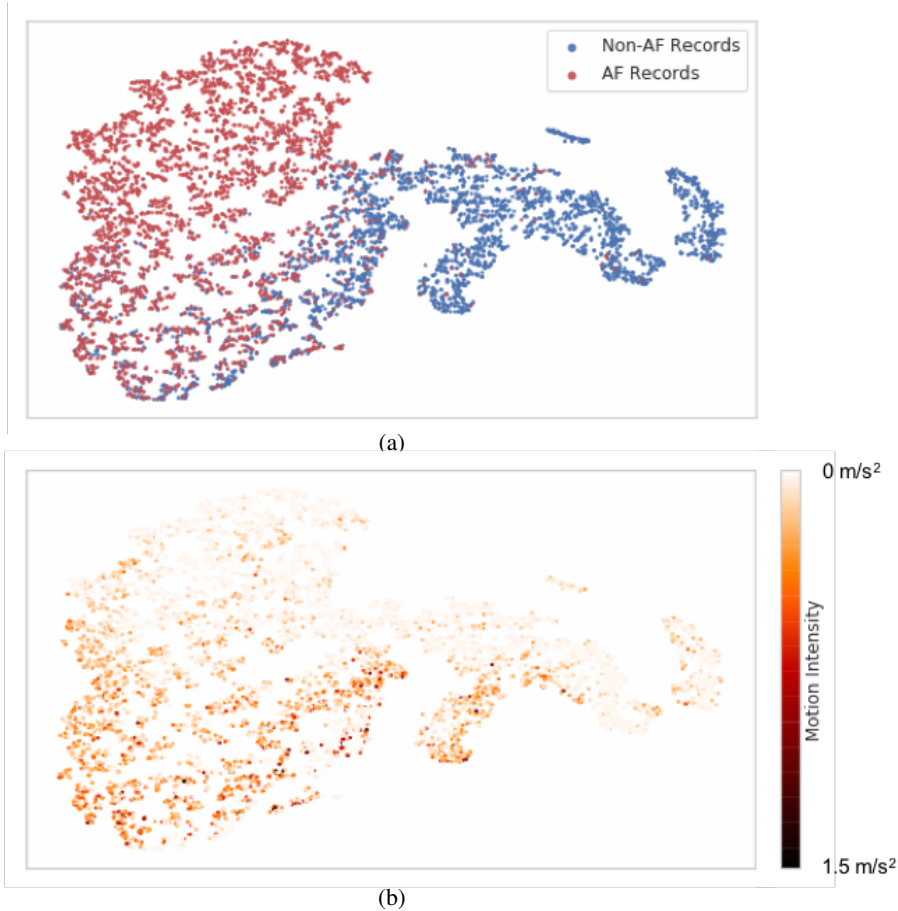 Non-AF Records
AF Records
(a)
0 m/s²
Motion Intensity
1.5 m/s²
(b)